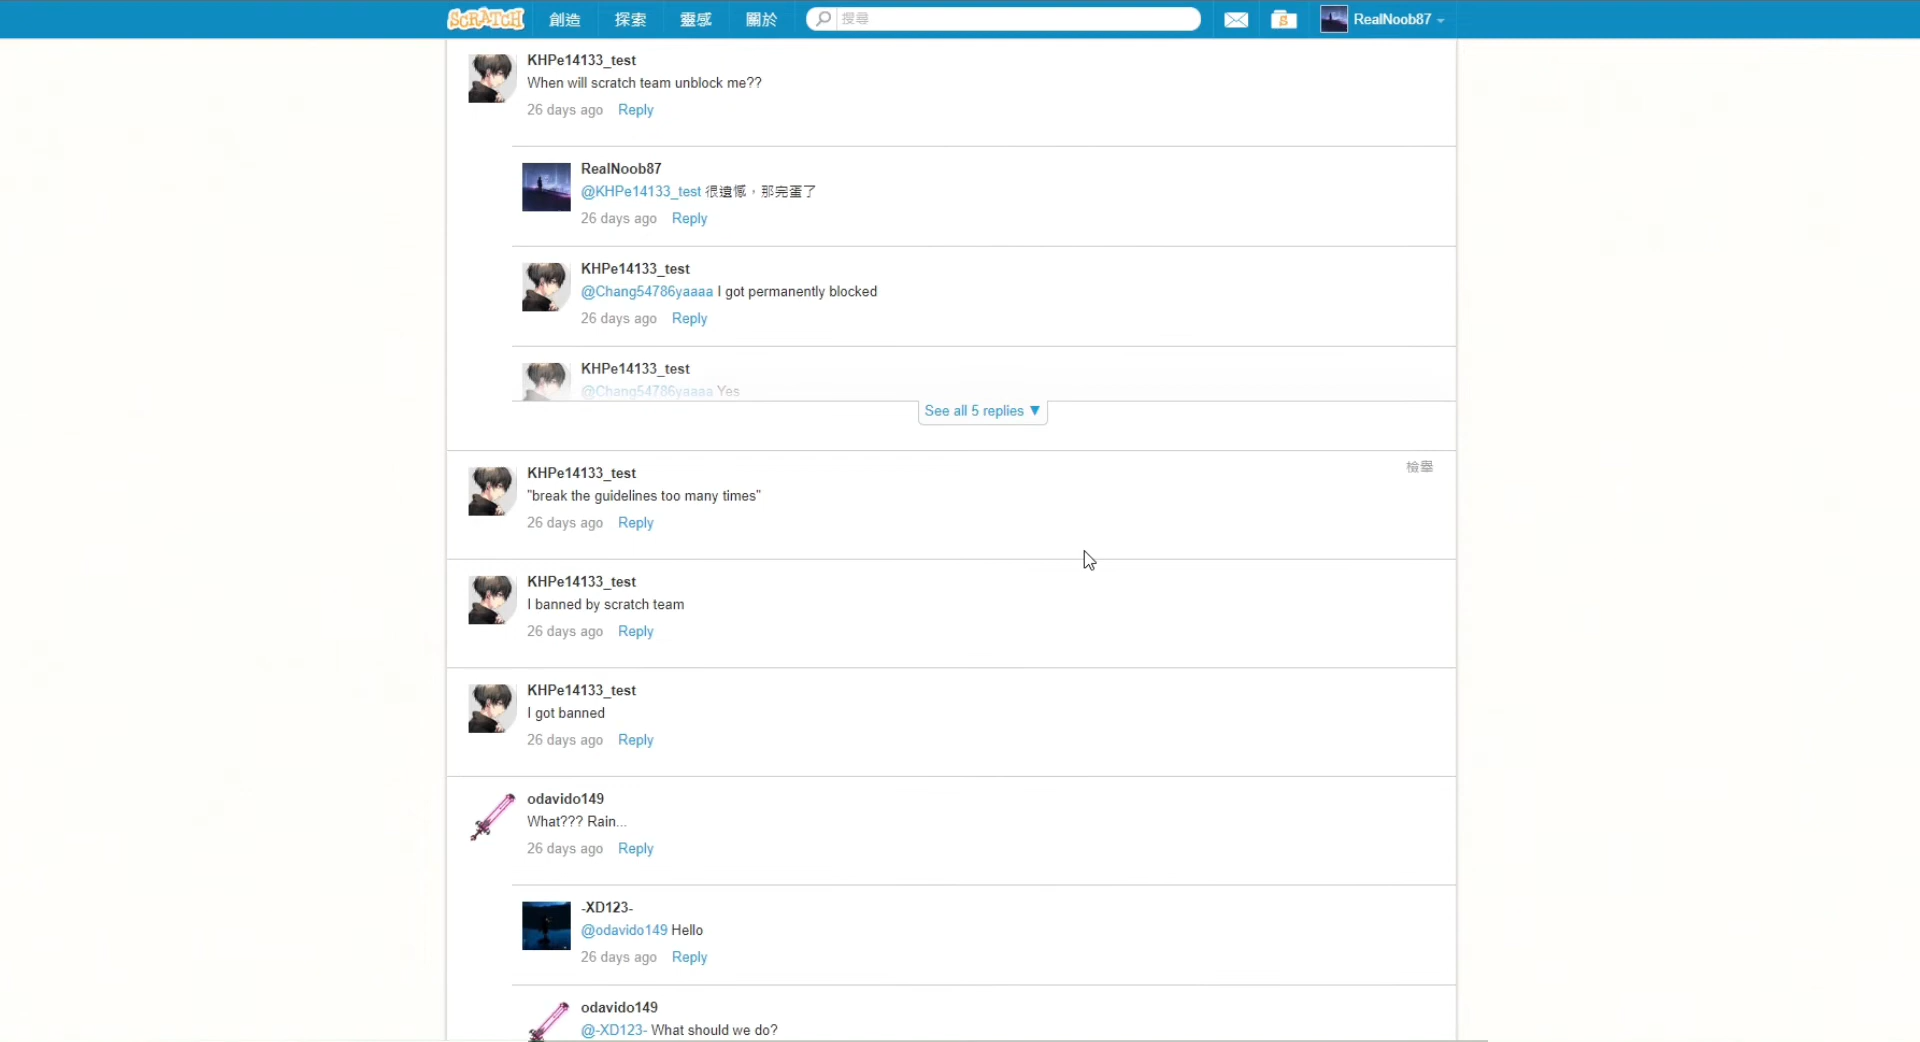 SCRATCH 創造 探索 靈感 關於 搜尋 S RealNoob87
KHPe14133_test
When will scratch team unblock me??
26 days ago Reply
RealNoob87
@KHPe14133_test 很遺憾，那完蛋了
26 days ago Reply
KHPe14133_test
@Chang54786yaaaa I got permanently blocked
26 days ago Reply
KHPe14133_test
@Chang54786yaaaa Yes
See all 5 replies ▼
KHPe14133_test
檢舉
"break the guidelines too many times"
26 days ago Reply
KHPe14133_test
I banned by scratch team
26 days ago Reply
KHPe14133_test
I got banned
26 days ago Reply
odavido149
What??? Rain...
26 days ago Reply
-XD123-
@odavido149 Hello
26 days ago Reply
odavido149
@-XD123- What should we do?